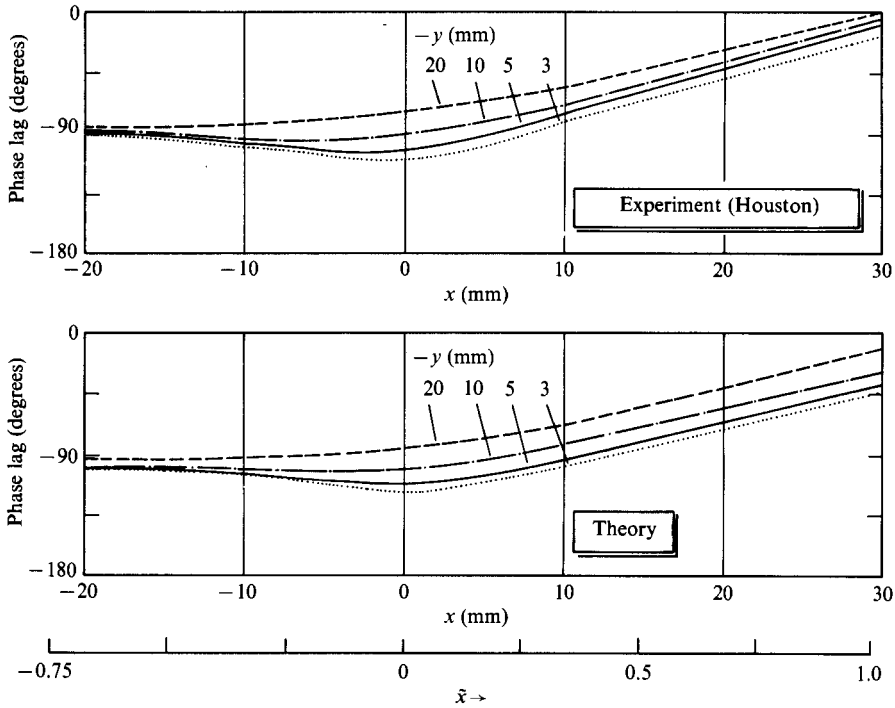 0
−y (mm)
20 10 5 3
Phase lag (degrees)
−90
Experiment (Houston)
−180
−20 −10 0 10 20 30
x (mm)
0
−y (mm)
20 10 5 3
Phase lag (degrees)
−90
Theory
−180
−20 −10 0 10 20 30
x (mm)
−0.75 0 0.5 1.0
x̃→